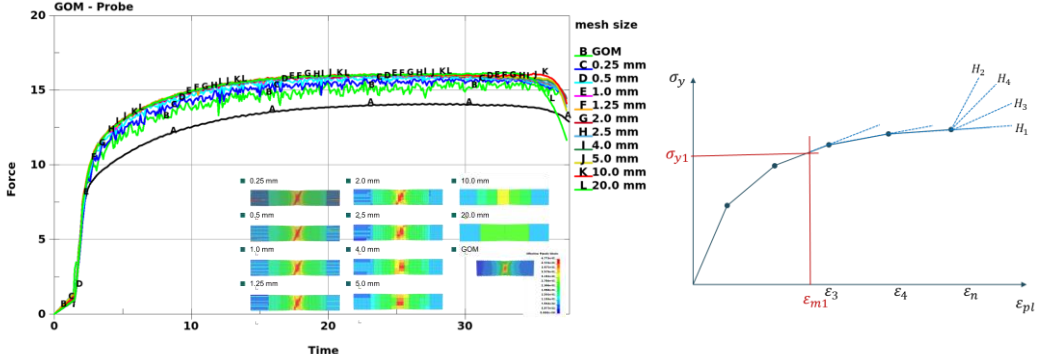 GOM - Probe
20
15
10
5
0
Force
0
10
20
30
Time
mesh size
B GOM
C 0.25 mm
D 0.5 mm
E 1.0 mm
F 1.25 mm
G 2.0 mm
H 2.5 mm
I 4.0 mm
J 5.0 mm
K 10.0 mm
L 20.0 mm
0.25 mm
2.0 mm
10.0 mm
0,5 mm
2,5 mm
20.0 mm
1.0 mm
4.0 mm
GOM
1.25 mm
5.0 mm
σy
σy1
H2
H4
H3
H1
εm1
ε3
ε4
εn
εpl